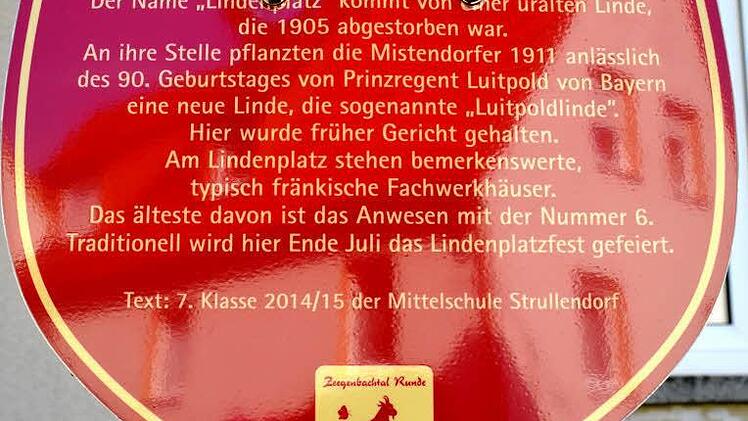 Der Name „Lindenplatz“ kommt von einer uralten Linde,
die 1905 abgestorben war.
An ihre Stelle pflanzten die Mistendorfer 1911 anlässlich
des 90. Geburtstages von Prinzregent Luitpold von Bayern
eine neue Linde, die sogenannte „Luitpoldlinde“.
Hier wurde früher Gericht gehalten.
Am Lindenplatz stehen bemerkenswerte,
typisch fränkische Fachwerkhäuser.
Das älteste davon ist das Anwesen mit der Nummer 6.
Traditionell wird hier Ende Juli das Lindenplatzfest gefeiert.
Text: 7. Klasse 2014/15 der Mittelschule Strullendorf
Zeegenbachtal Runde